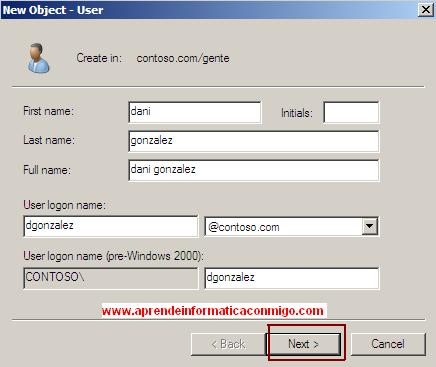 New Object - User
Create in: contoso.com/gente
First name: dani Initials:
Last name: gonzalez
Full name: dani gonzalez
User logon name:
dgonzalez @contoso.com
User logon name (pre-Windows 2000):
CONTOSO\ dgonzalez
www.aprendeinformaticaconmigo.com
< Back Next > Cancel